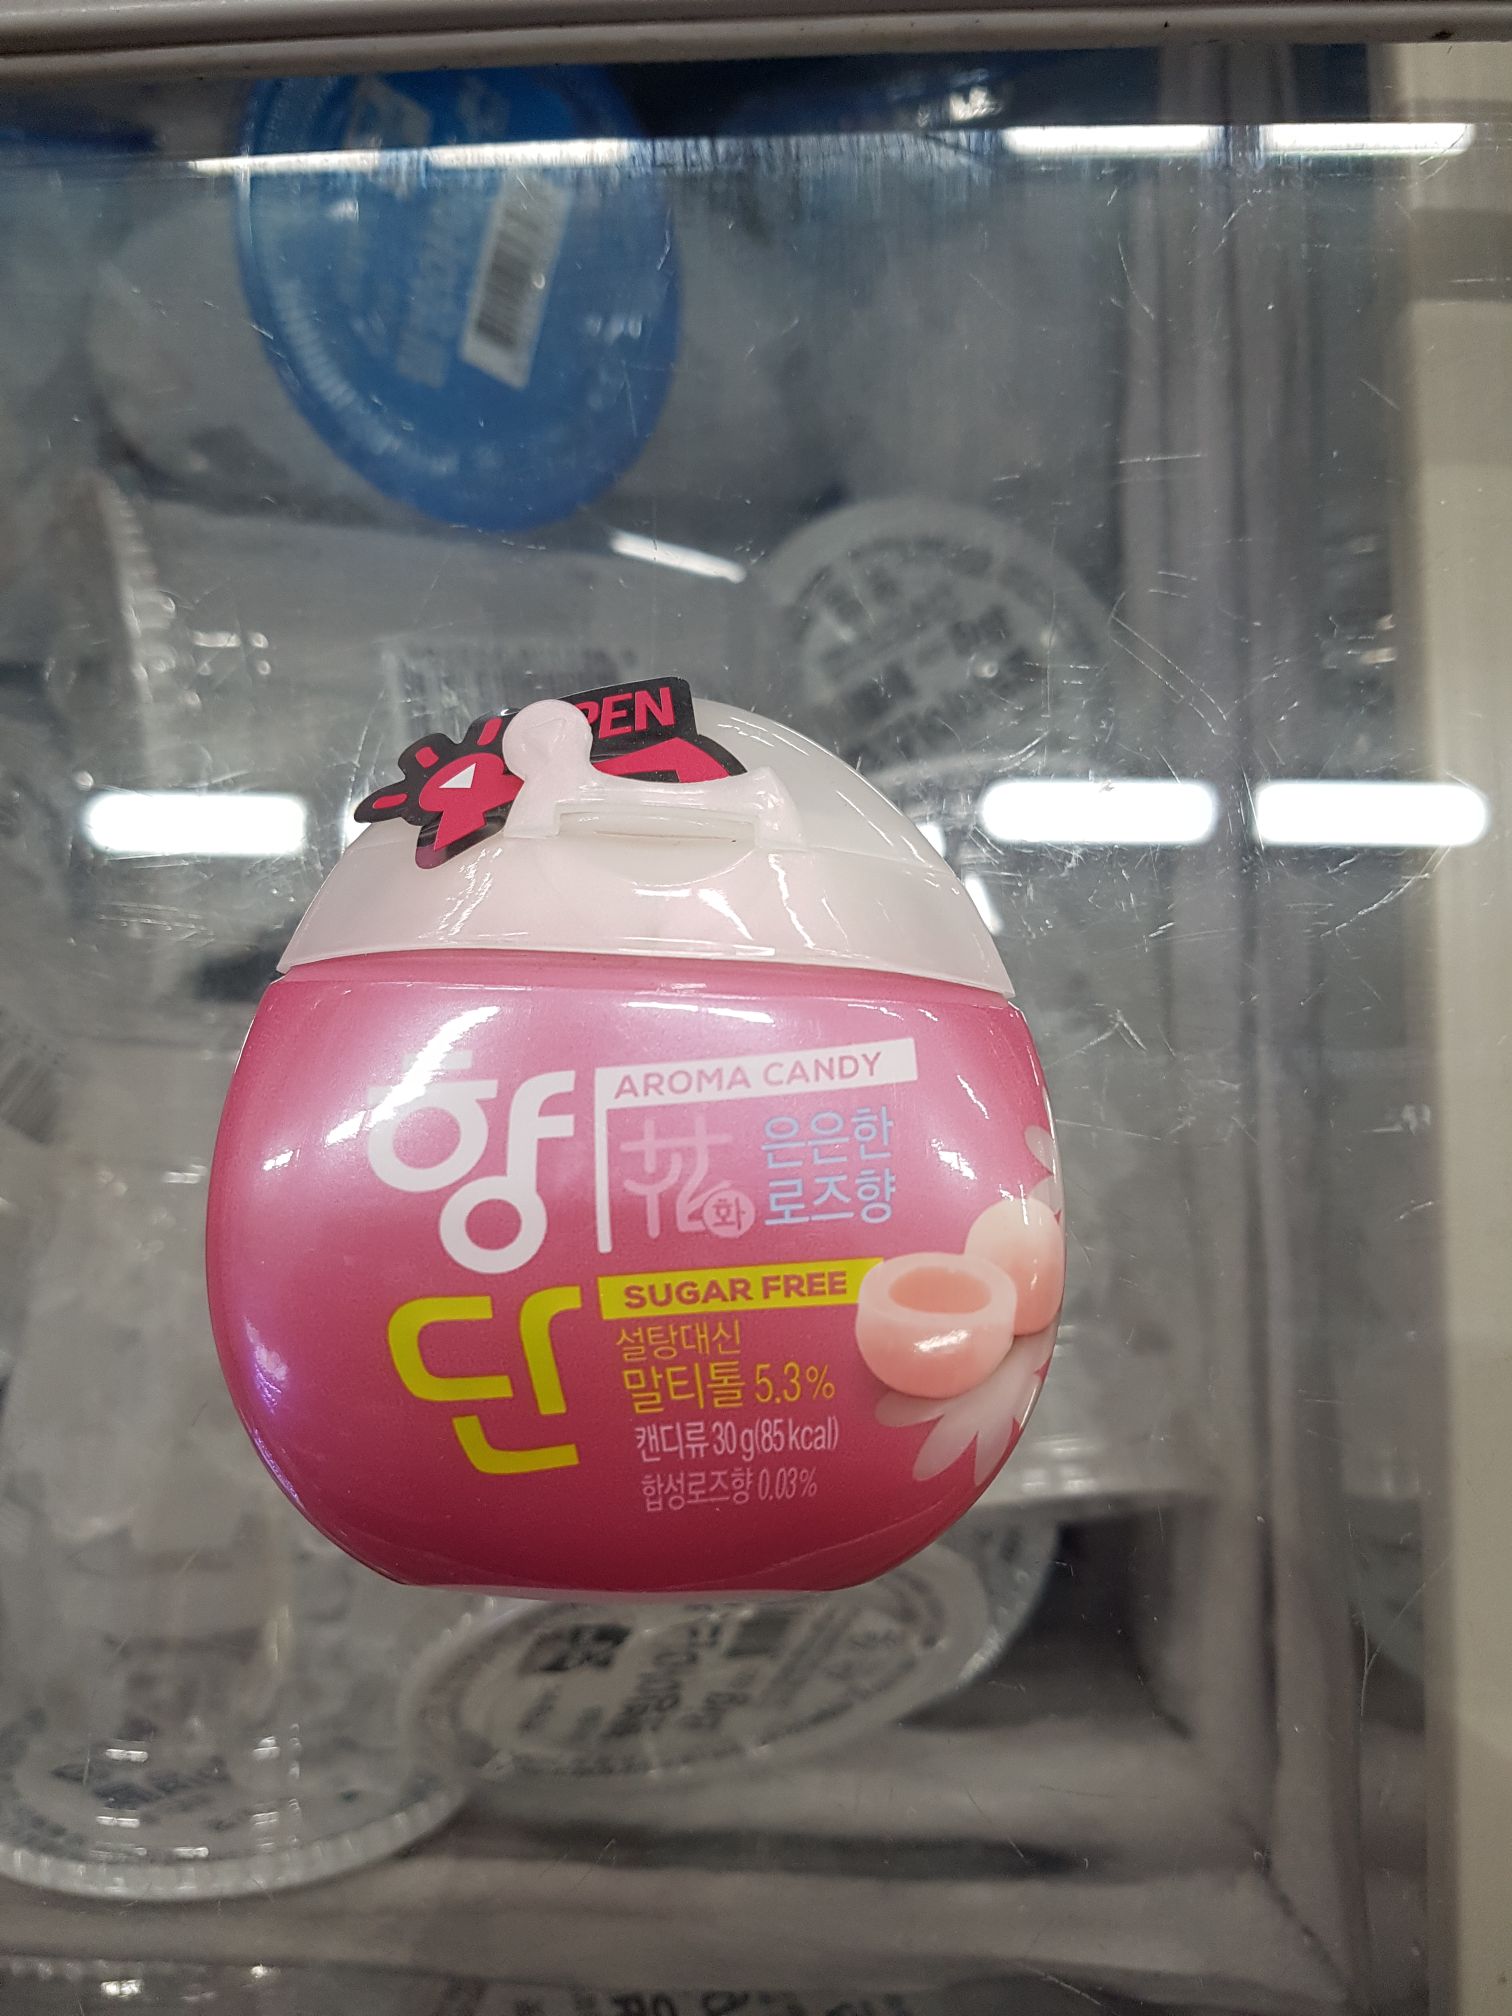 PEN
향
AROMA CANDY
花
화
은은한
로즈향
단
SUGAR FREE
설탕대신
말티톨 5.3%
캔디류 30g(85kcal)
합성로즈향 0.03%